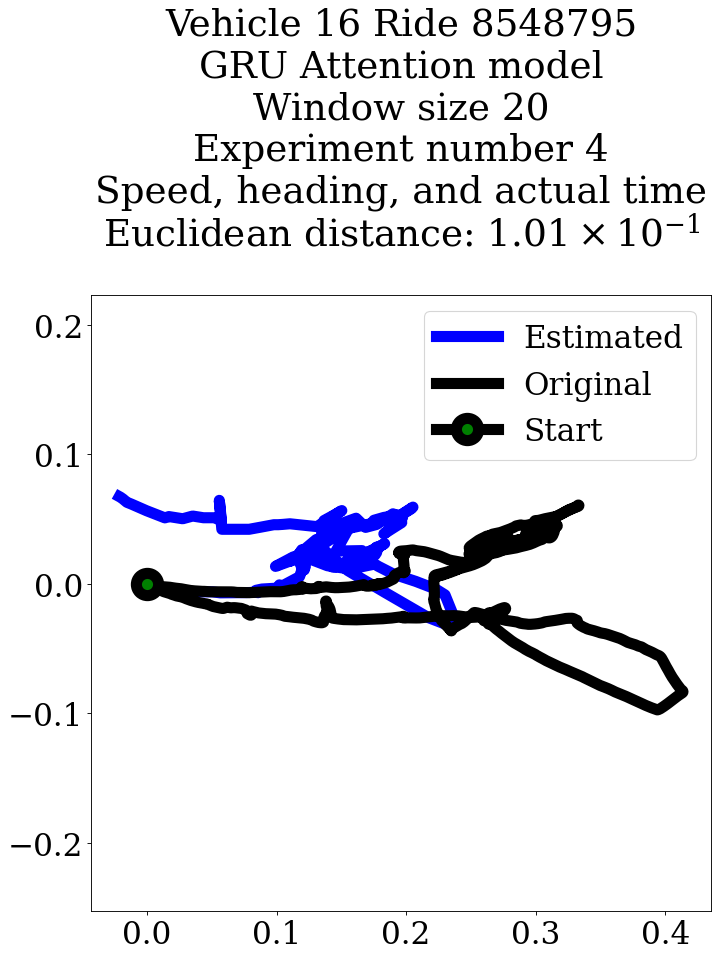 Vehicle 16 Ride 8548795
GRU Attention model
Window size 20
Experiment number 4
Speed, heading, and actual time
Euclidean distance: 1.01 × 10⁻¹
Estimated
Original
Start
0.2
0.1
0.0
−0.1
−0.2
0.0 0.1 0.2 0.3 0.4